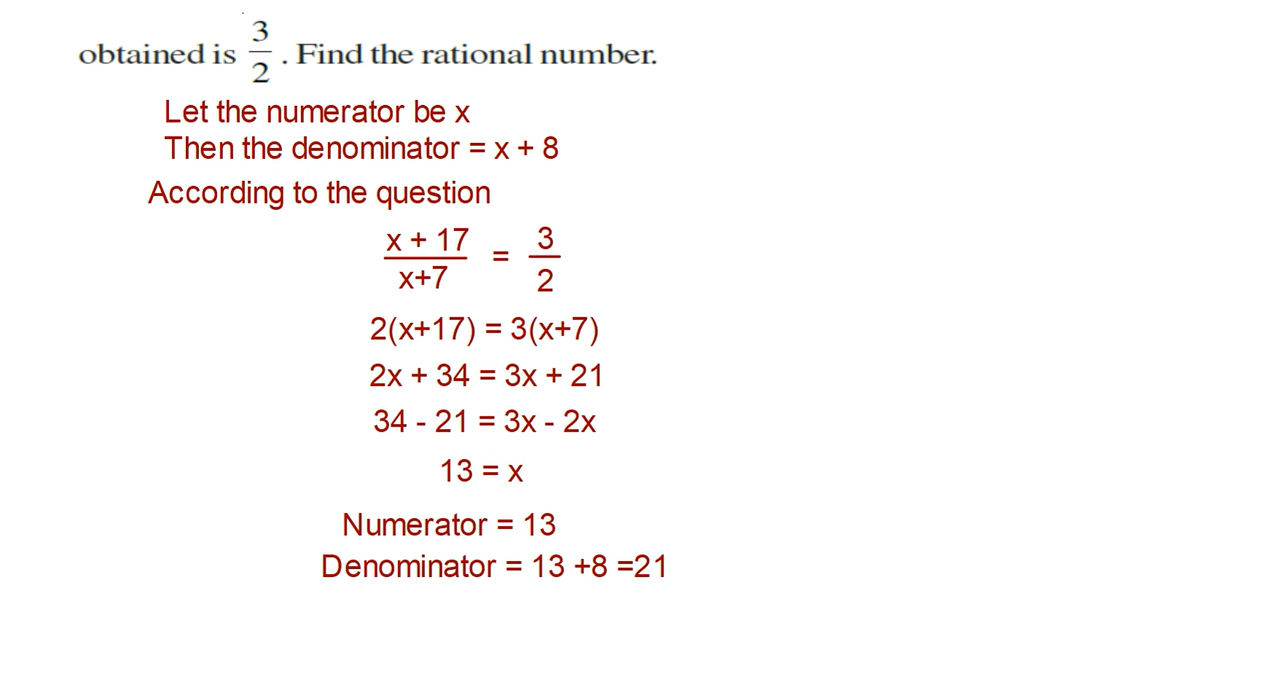 obtained is 3/2 . Find the rational number.
Let the numerator be x
Then the denominator = x + 8
According to the question
x + 17 / x+7 = 3/2
2(x+17) = 3(x+7)
2x + 34 = 3x + 21
34 - 21 = 3x - 2x
13 = x
Numerator = 13
Denominator = 13 +8 =21